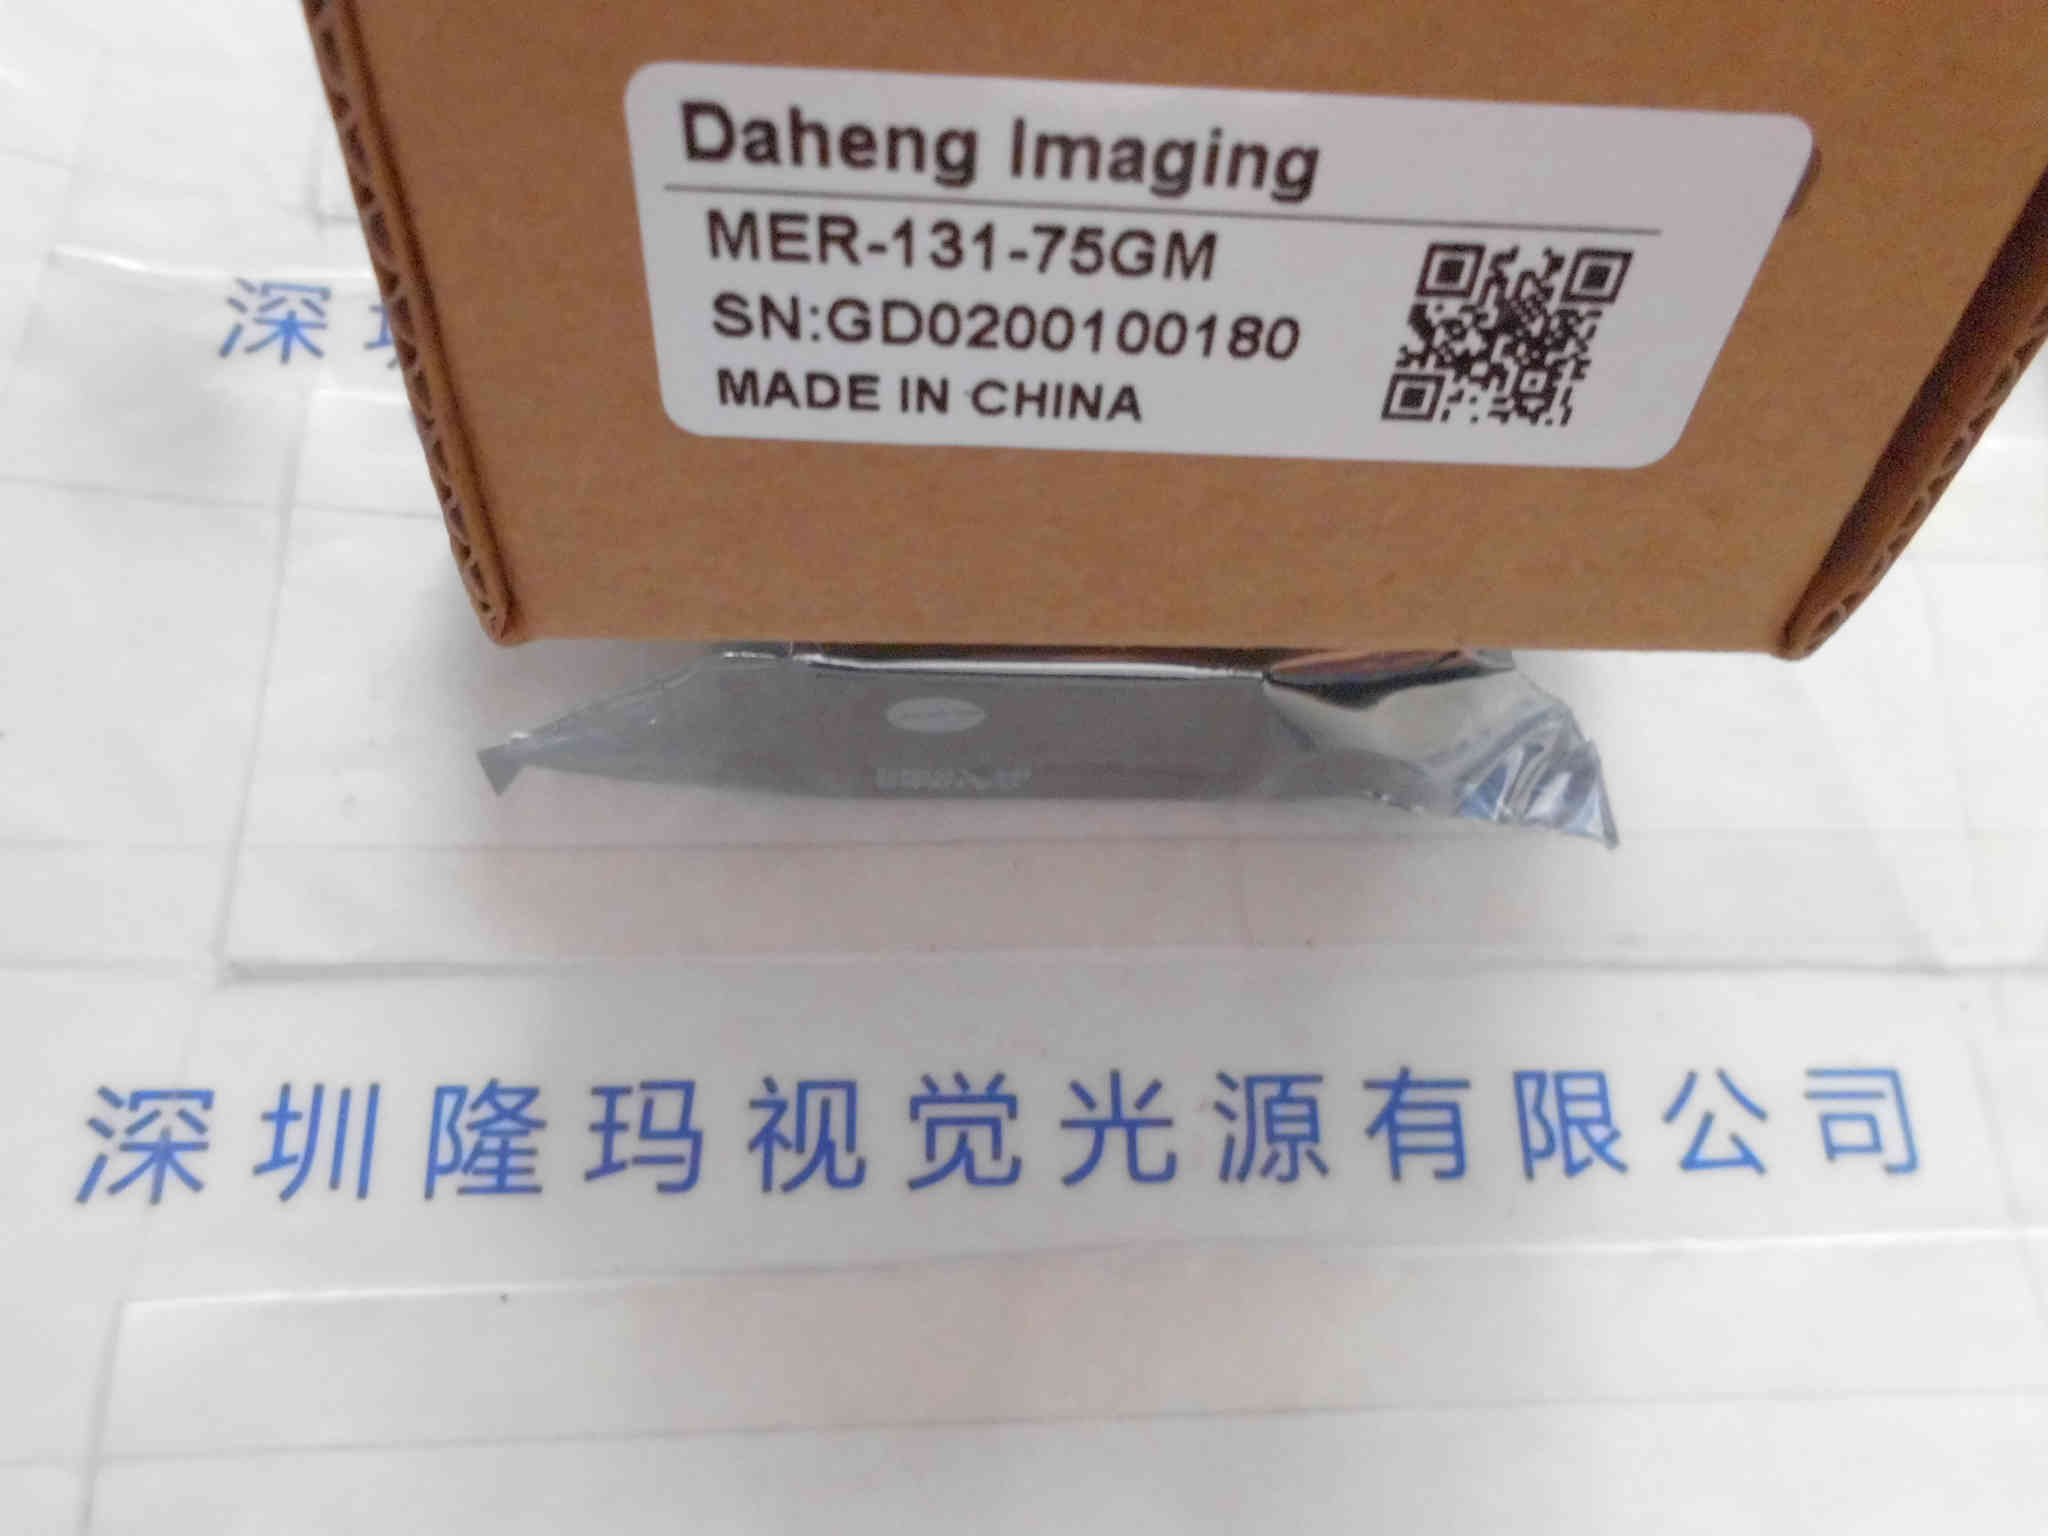 Daheng Imaging
MER-131-75GM
SN:GD0200100180
MADE IN CHINA
深
深圳隆玛视觉光源有限公司